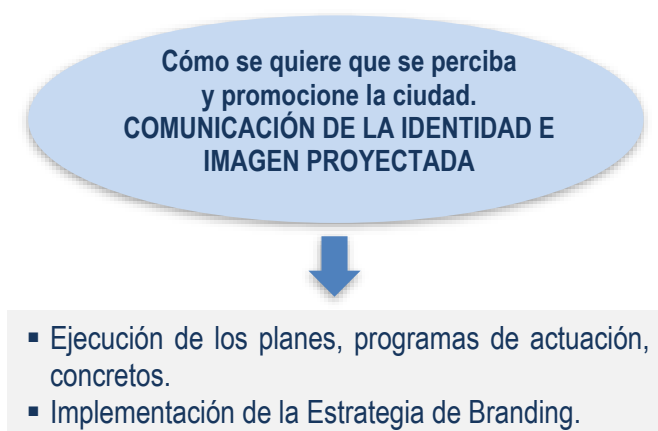 Cómo se quiere que se perciba
y promocione la ciudad.
COMUNICACIÓN DE LA IDENTIDAD E
IMAGEN PROYECTADA
▪ Ejecución de los planes, programas de actuación,
concretos.
▪ Implementación de la Estrategia de Branding.